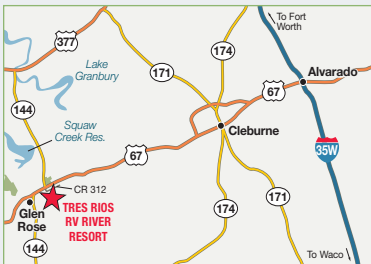 To Fort
Worth
377
174
Lake
Granbury
171
Alvarado
67
144
Squaw
Creek Res.
Cleburne
67
35W
CR 312
TRES RIOS
RV RIVER
RESORT
Glen
Rose
171
174
144
To Waco